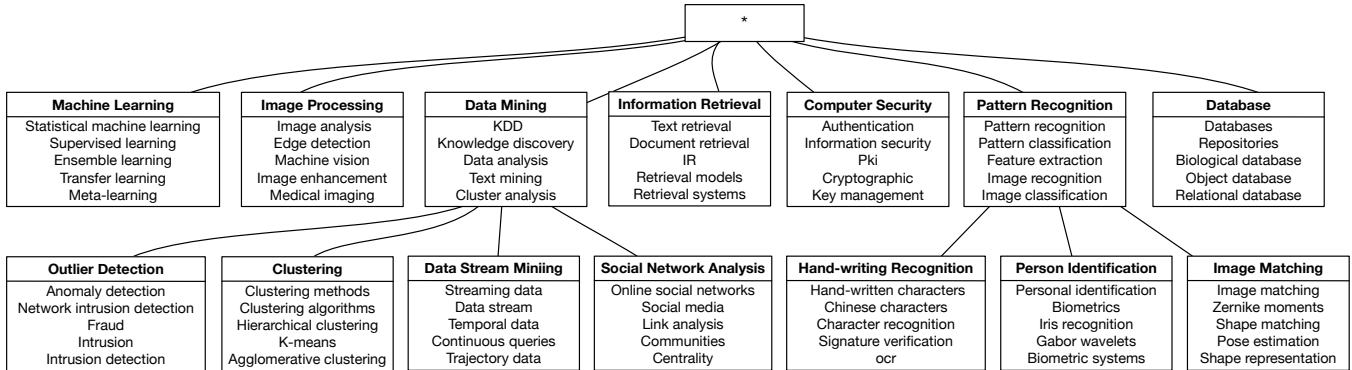 *
Machine Learning
Statistical machine learning
Supervised learning
Ensemble learning
Transfer learning
Meta-learning
Image Processing
Image analysis
Edge detection
Machine vision
Image enhancement
Medical imaging
Data Mining
KDD
Knowledge discovery
Data analysis
Text mining
Cluster analysis
Information Retrieval
Text retrieval
Document retrieval
IR
Retrieval models
Retrieval systems
Computer Security
Authentication
Information security
Pki
Cryptographic
Key management
Pattern Recognition
Pattern recognition
Pattern classification
Feature extraction
Image recognition
Image classification
Database
Databases
Repositories
Biological database
Object database
Relational database
Outlier Detection
Anomaly detection
Network intrusion detection
Fraud
Intrusion
Intrusion detection
Clustering
Clustering methods
Clustering algorithms
Hierarchical clustering
K-means
Agglomerative clustering
Data Stream Miniing
Streaming data
Data stream
Temporal data
Continuous queries
Trajectory data
Social Network Analysis
Online social networks
Social media
Link analysis
Communities
Centrality
Hand-writing Recognition
Hand-written characters
Chinese characters
Character recognition
Signature verification
ocr
Person Identification
Personal identification
Biometrics
Iris recognition
Gabor wavelets
Biometric systems
Image Matching
Image matching
Zernike moments
Shape matching
Pose estimation
Shape representation